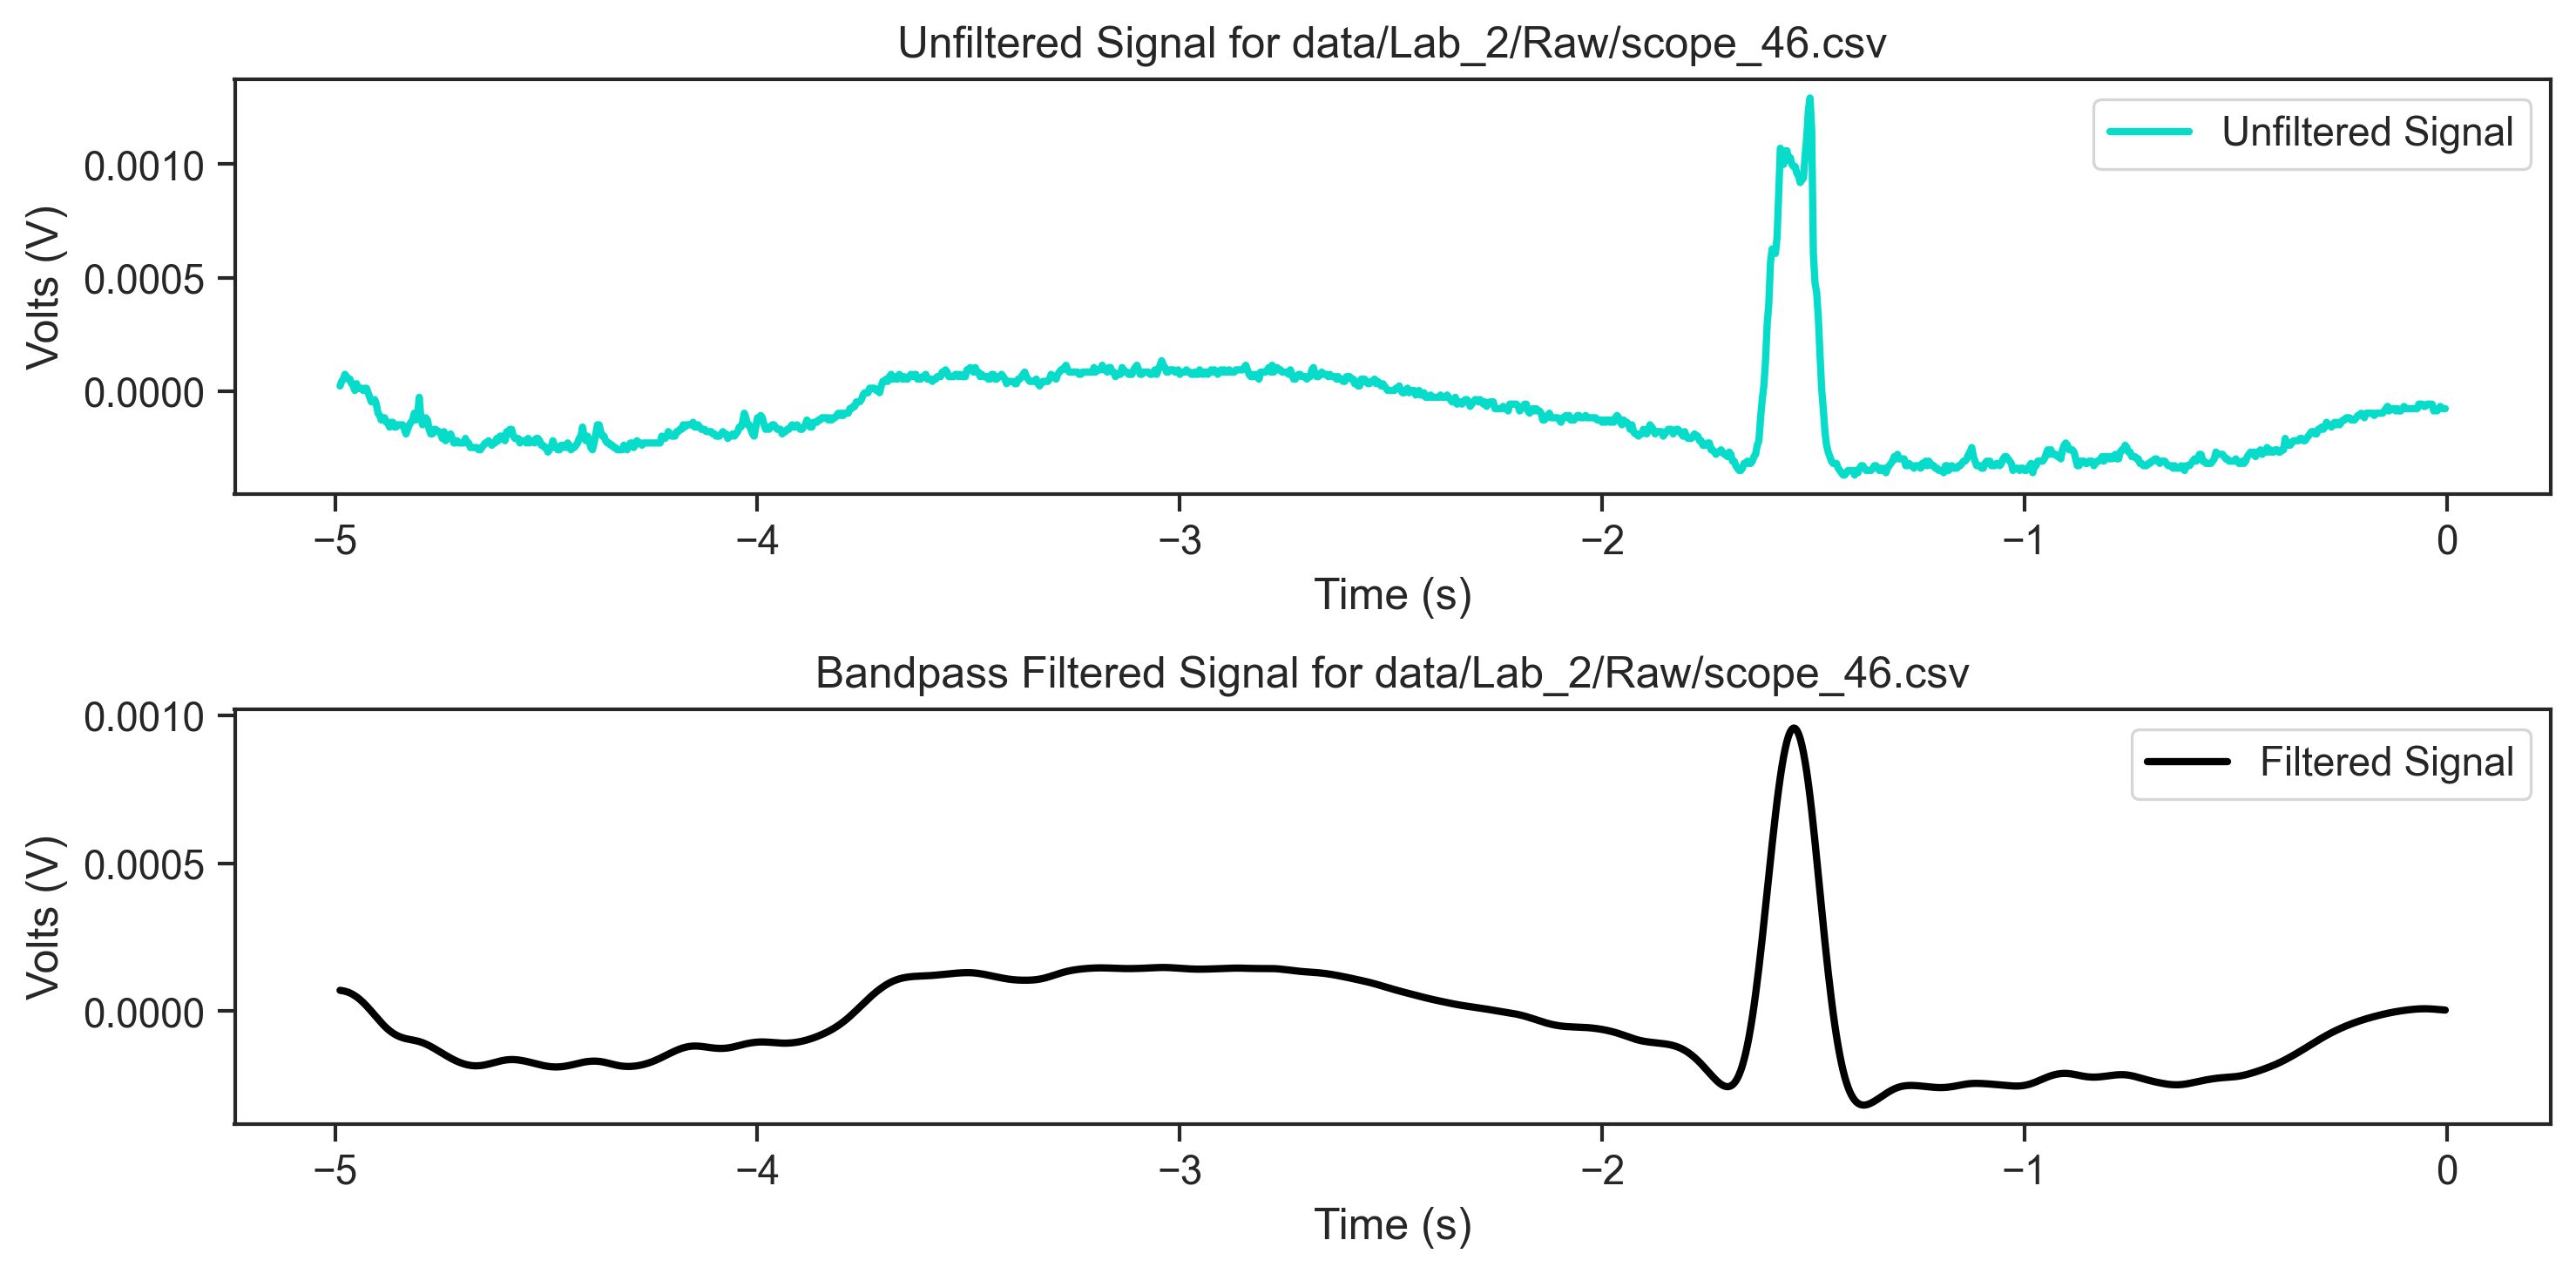 Unfiltered Signal for data/Lab_2/Raw/scope_46.csv
Unfiltered Signal
Volts (V)
0.0010
0.0005
0.0000
−5 −4 −3 −2 −1 0
Time (s)
Bandpass Filtered Signal for data/Lab_2/Raw/scope_46.csv
Filtered Signal
Volts (V)
0.0010
0.0005
0.0000
−5 −4 −3 −2 −1 0
Time (s)